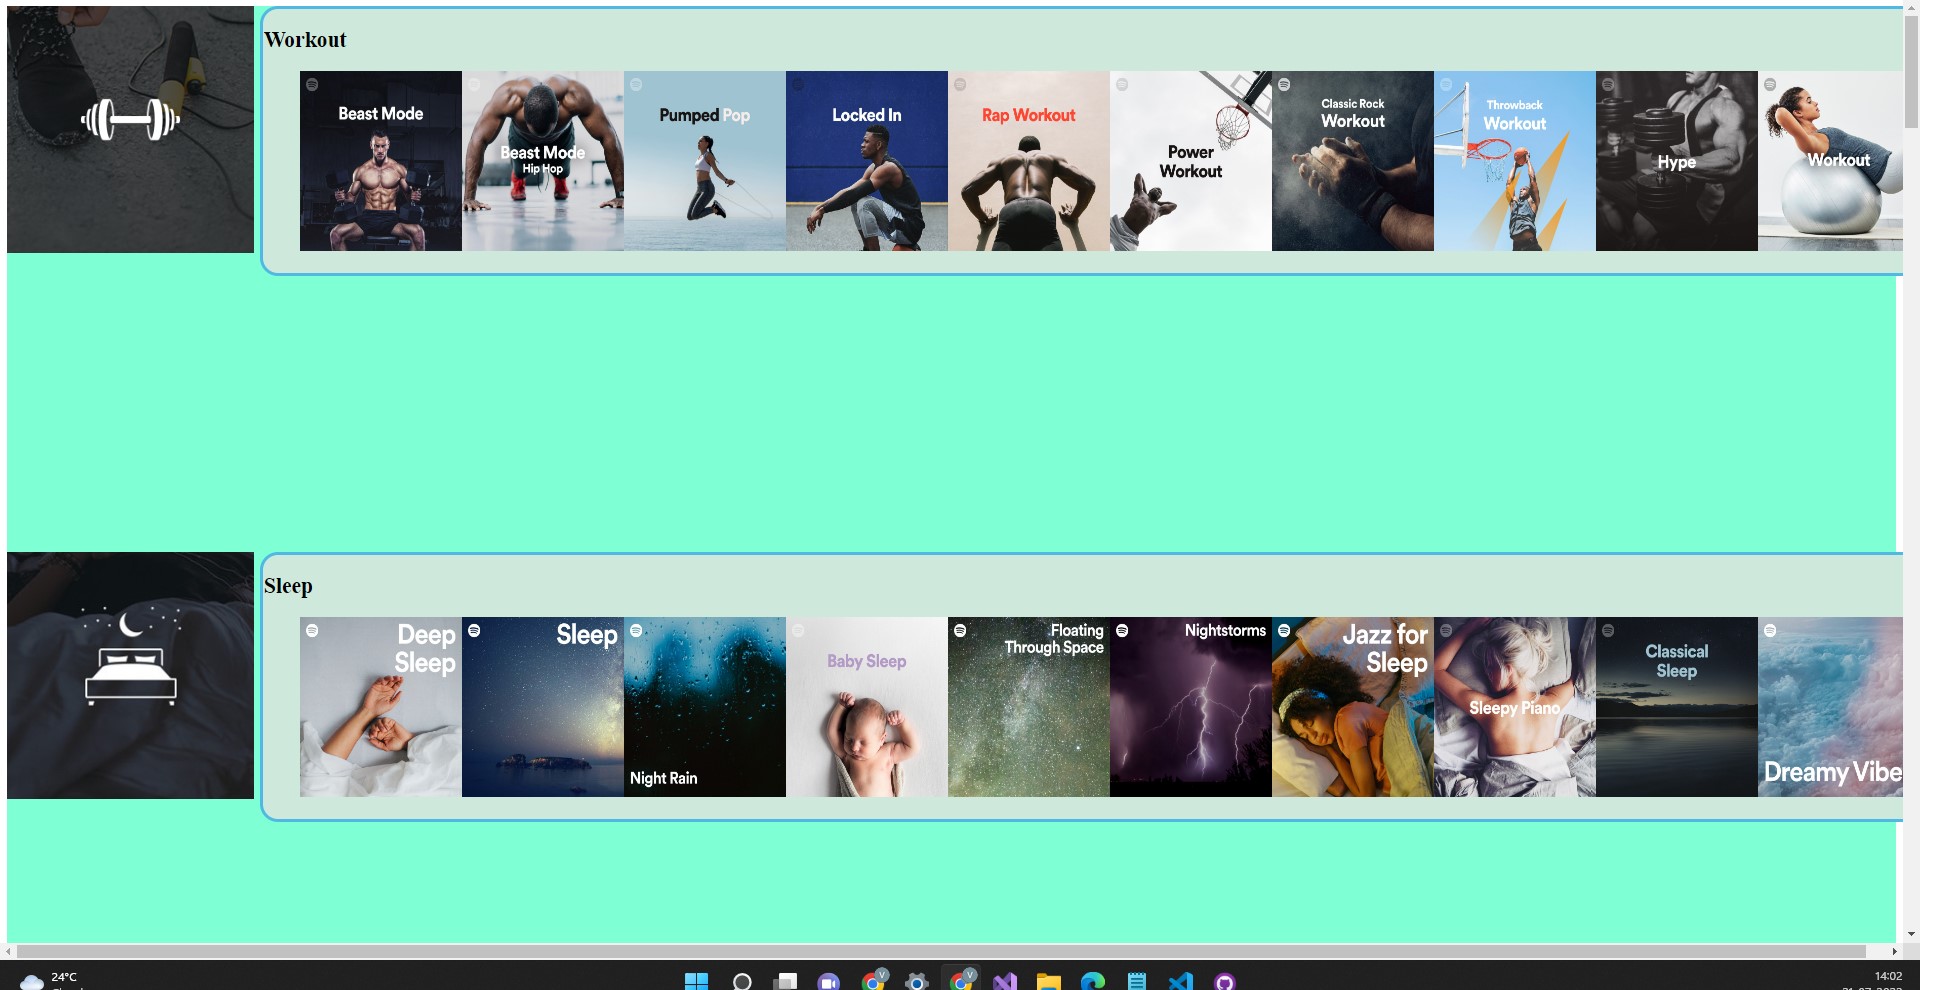 Workout
Beast Mode
Beast Mode
Hip Hop
Pumped Pop
Locked In
Rap Workout
Power
Workout
Classic Rock
Workout
Throwback
Workout
Hype
Workout
Sleep
Deep
Sleep
Sleep
Night Rain
Baby Sleep
Floating
Through Space
Nightstorms
Jazz for
Sleep
Sleepy Piano
Classical
Sleep
Dreamy Vibe
24°C
V
V
14:02